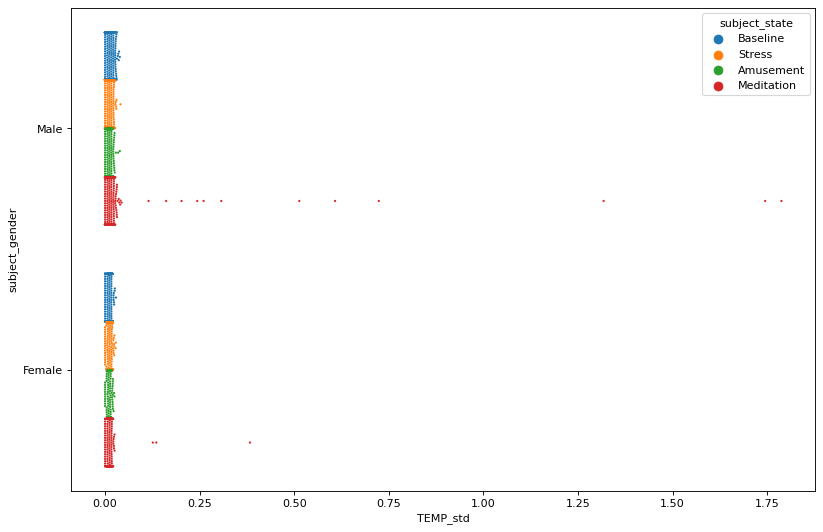 subject_state
Baseline
Stress
Amusement
Meditation
Male
Female
subject_gender
0.00
0.25
0.50
0.75
1.00
1.25
1.50
1.75
TEMP_std